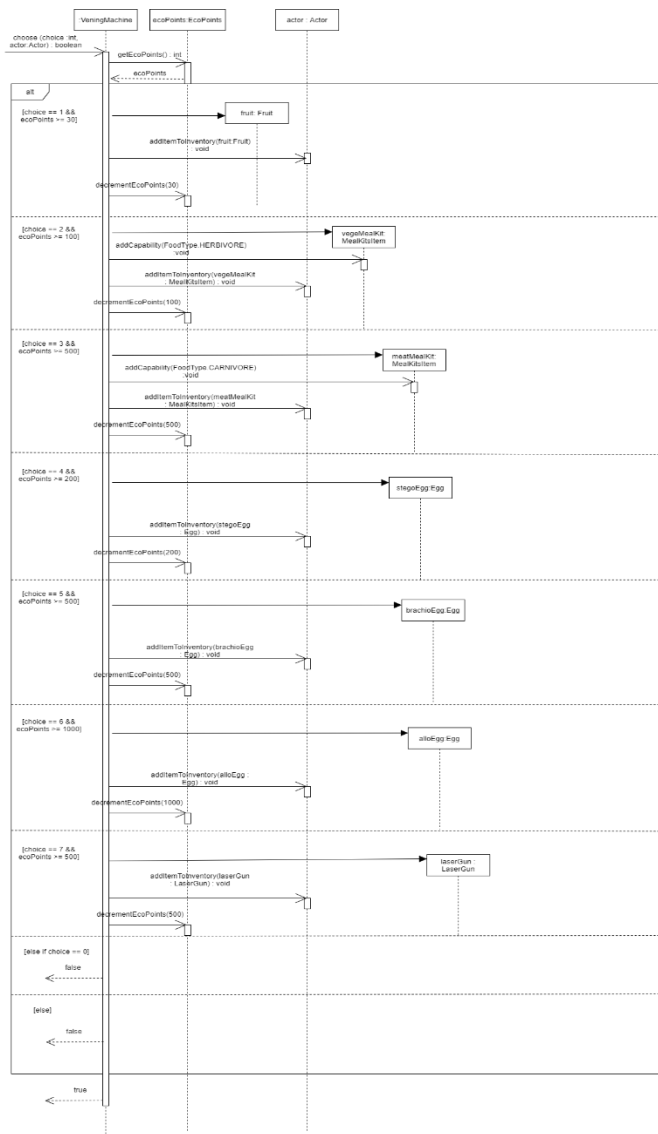 :VeningMachine
ecoPoints:EcoPoints
actor : Actor
choose (choice :int,
actor:Actor) : boolean
getEcoPoints() : int
ecoPoints
alt
[choice == 1 &&
ecoPoints >= 30]
fruit: Fruit
addItemToInventory(fruit:Fruit)
:void
decrementEcoPoints(30)
[choice == 2 &&
ecoPoints >= 100]
vegeMealKit:
MealKitsItem
addCapability(FoodType.HERBIVORE)
:void
addItemToInventory(vegeMealKit
: MealKitsItem) : void
decrementEcoPoints(100)
[choice == 3 &&
ecoPoints >= 500]
meatMealKit:
MealKitsItem
addCapability(FoodType.CARNIVORE)
:void
addItemToInventory(meatMealKit
: MealKitsItem) : void
decrementEcoPoints(500)
[choice == 4 &&
ecoPoints >= 200]
stegoEgg:Egg
addItemToInventory(stegoEgg
: Egg) : void
decrementEcoPoints(200)
[choice == 5 &&
ecoPoints >= 500]
brachioEgg:Egg
addItemToInventory(brachioEgg
: Egg) : void
decrementEcoPoints(500)
[choice == 6 &&
ecoPoints >= 1000]
alloEgg:Egg
addItemToInventory(alloEgg :
Egg) : void
decrementEcoPoints(1000)
[choice == 7 &&
ecoPoints >= 500]
laserGun :
LaserGun
addItemToInventory(laserGun
: LaserGun) : void
decrementEcoPoints(500)
[else if choice == 0]
false
[else]
false
true